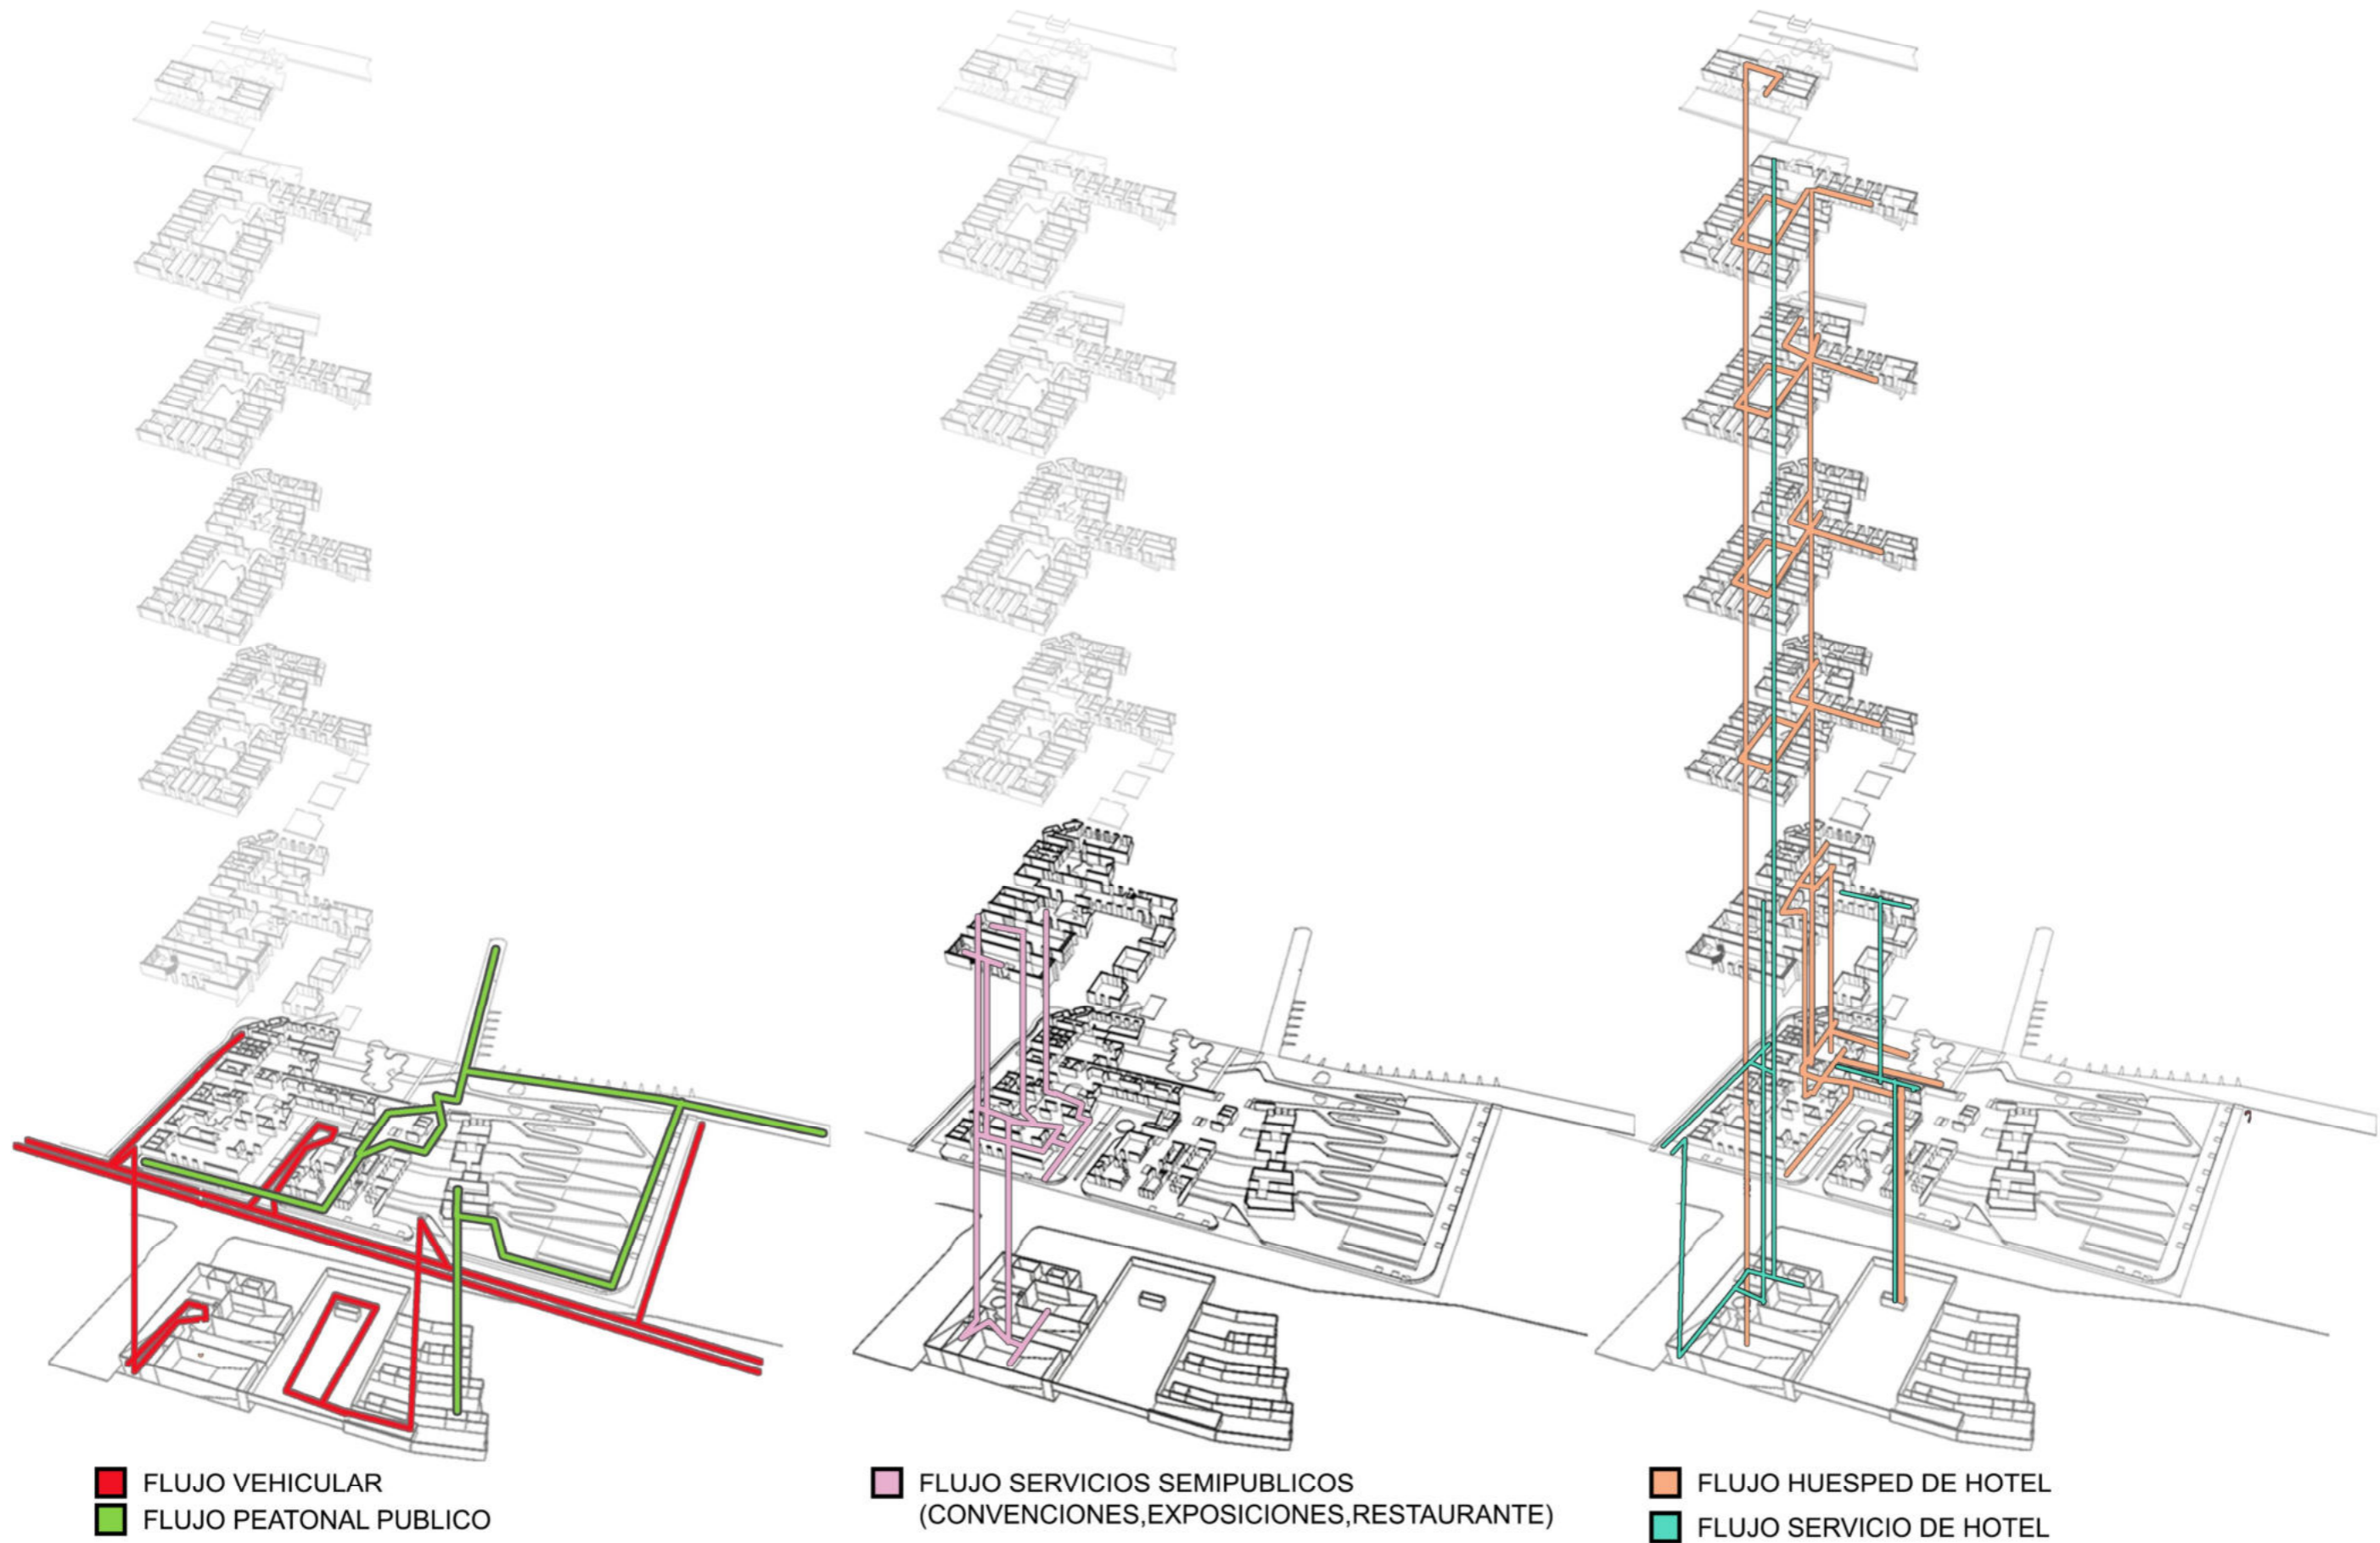 FLUJO VEHICULAR
FLUJO PEATONAL PUBLICO
FLUJO SERVICIOS SEMIPUBLICOS
(CONVENCIONES,EXPOSICIONES,RESTAURANTE)
FLUJO HUESPED DE HOTEL
FLUJO SERVICIO DE HOTEL